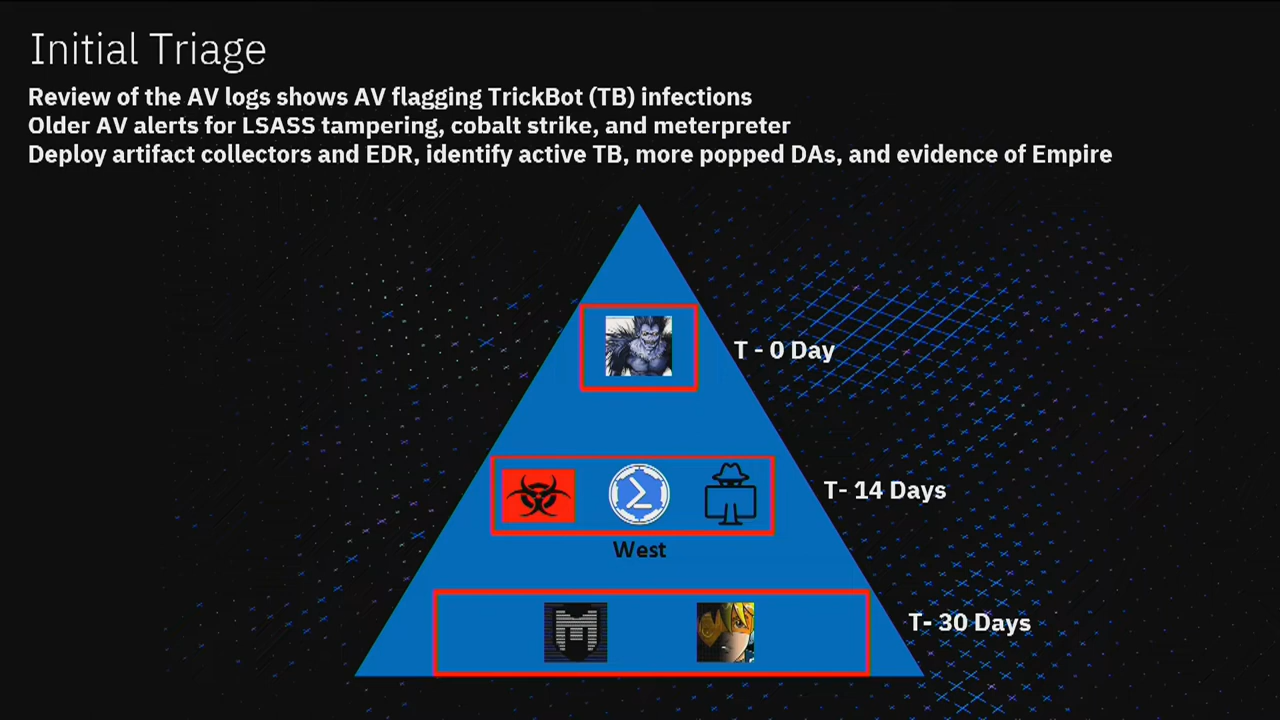 Initial Triage
Review of the AV logs shows AV flagging TrickBot (TB) infections
Older AV alerts for LSASS tampering, cobalt strike, and meterpreter
Deploy artifact collectors and EDR, identify active TB, more popped DAs, and evidence of Empire
T - 0 Day
T- 14 Days
West
T- 30 Days